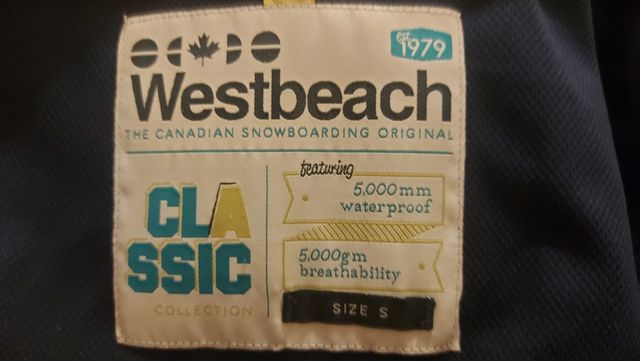 est.
1979
Westbeach
THE CANADIAN SNOWBOARDING ORIGINAL
CLA
SSIC
COLLECTION
featuring
5,000mm
waterproof
5,000gm
breathability
SIZE S